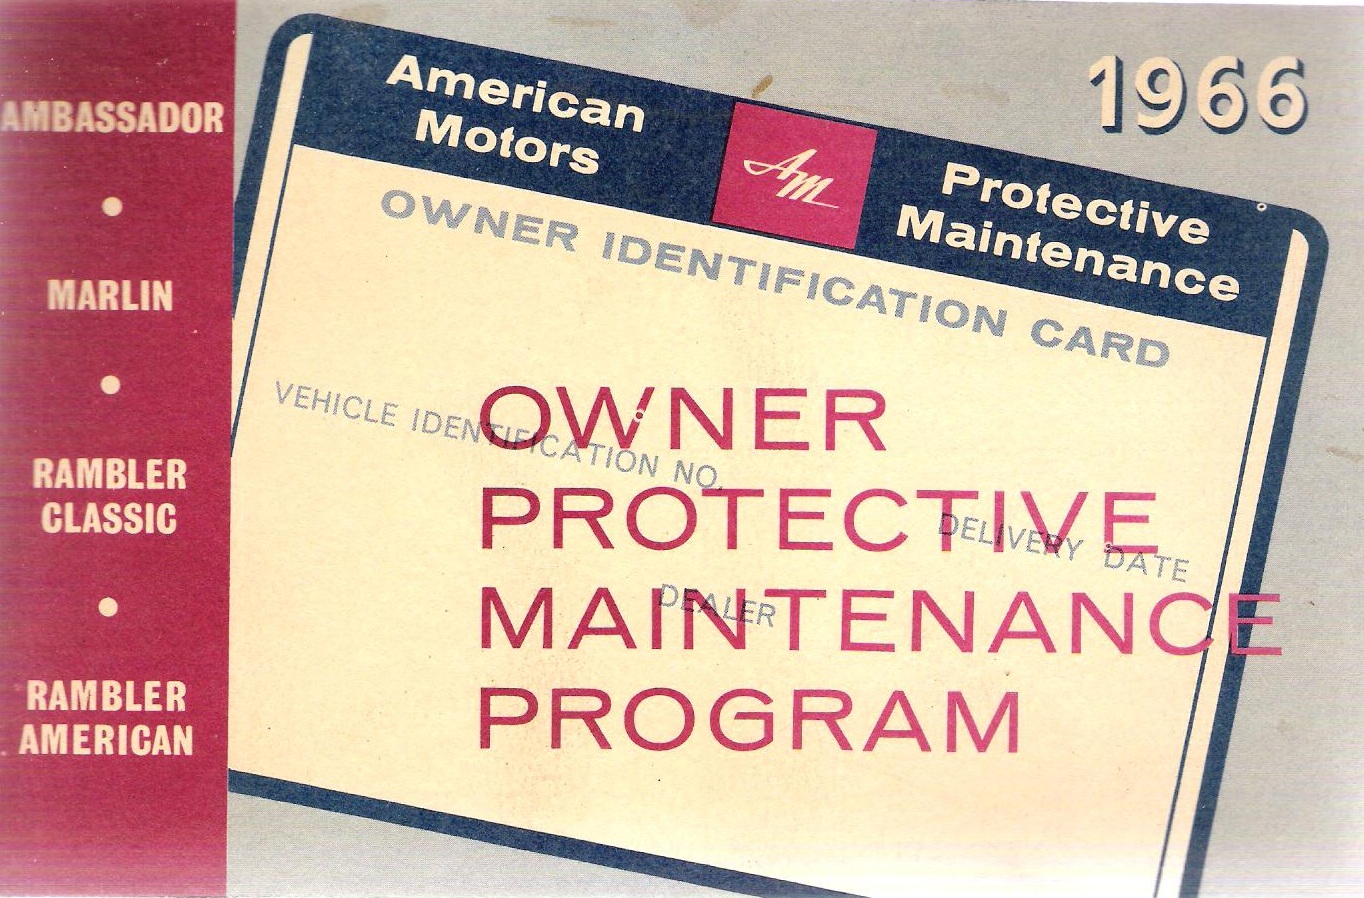 AMBASSADOR
MARLIN
RAMBLER
CLASSIC
RAMBLER
AMERICAN
1966
American
Motors
AM
Protective
Maintenance
OWNER IDENTIFICATION CARD
VEHICLE IDENTIFICATION NO.
DELIVERY DATE
DEALER
OWNER
PROTECTIVE
MAINTENANCE
PROGRAM